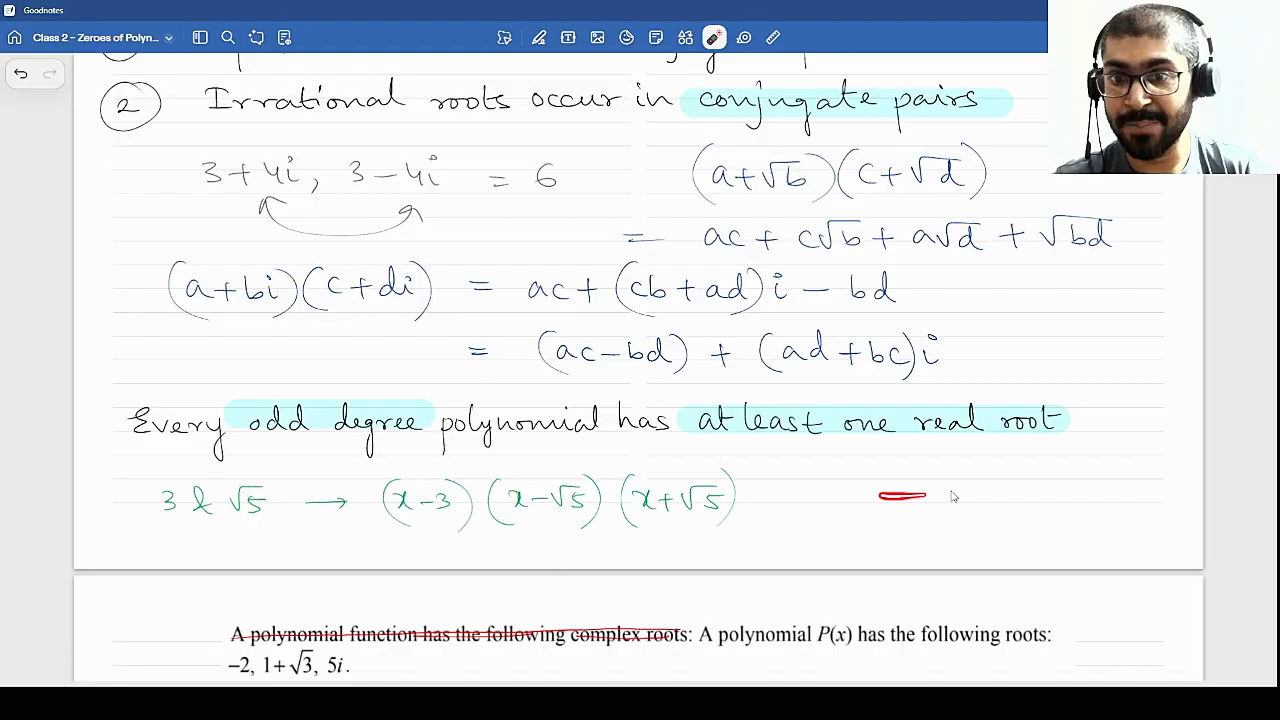 Goodnotes
Class 2 – Zeroes of Polyn...
2 Irrational roots occur in conjugate pairs
3+4i, 3-4i = 6
(a+√b)(c+√d)
= ac + c√b + a√d + √bd
(a+bi)(c+di) = ac + (cb+ad)i - bd
= (ac-bd) + (ad+bc)i
Every odd degree polynomial has at least one real root
3 & √5 → (x-3) (x-√5) (x+√5)
A polynomial function has the following complex roots: A polynomial P(x) has the following roots:
−2, 1+√3, 5i.